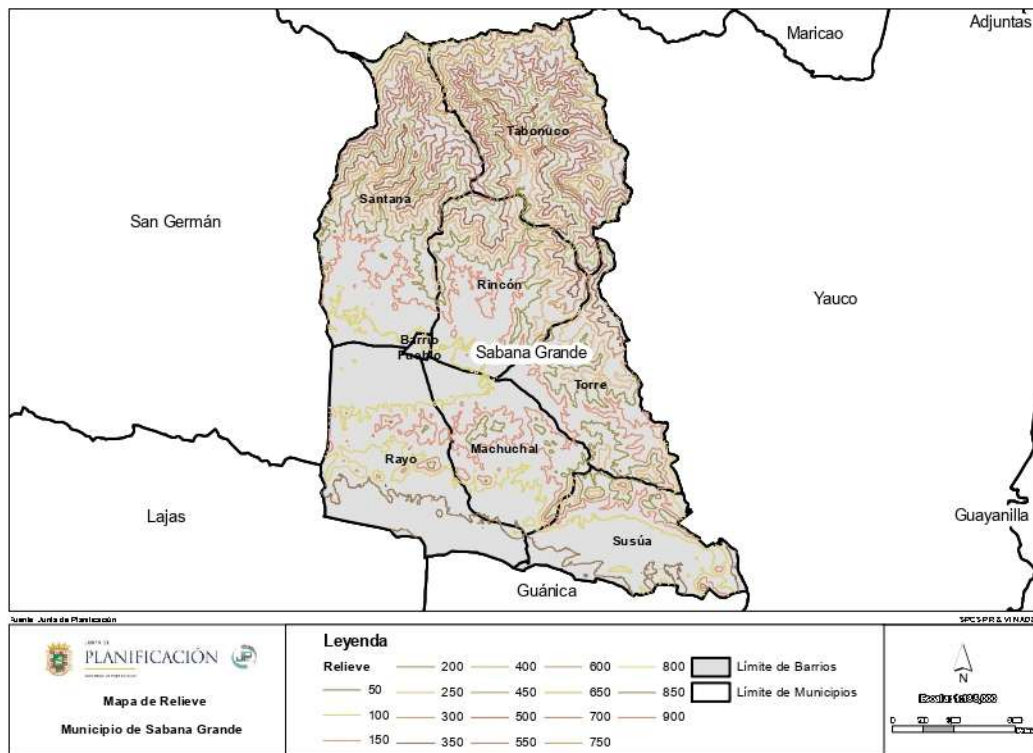 Adjuntas
Maricao
Tabonuco
Santana
San Germán
Rincón
Yauco
Barrio
Pueblo
Sabana Grande
Torre
Machuchal
Rayo
Lajas
Guayanilla
Susúa
Guánica
Fuente Junta de Planificación
Leyenda
Relieve
50
100
150
200
250
300
350
400
450
500
550
600
650
700
750
800
850
900
Límite de Barrios
Límite de Municipios
JUNTA DE
PLANIFICACIÓN
JP
Mapa de Relieve
Municipio de Sabana Grande
N